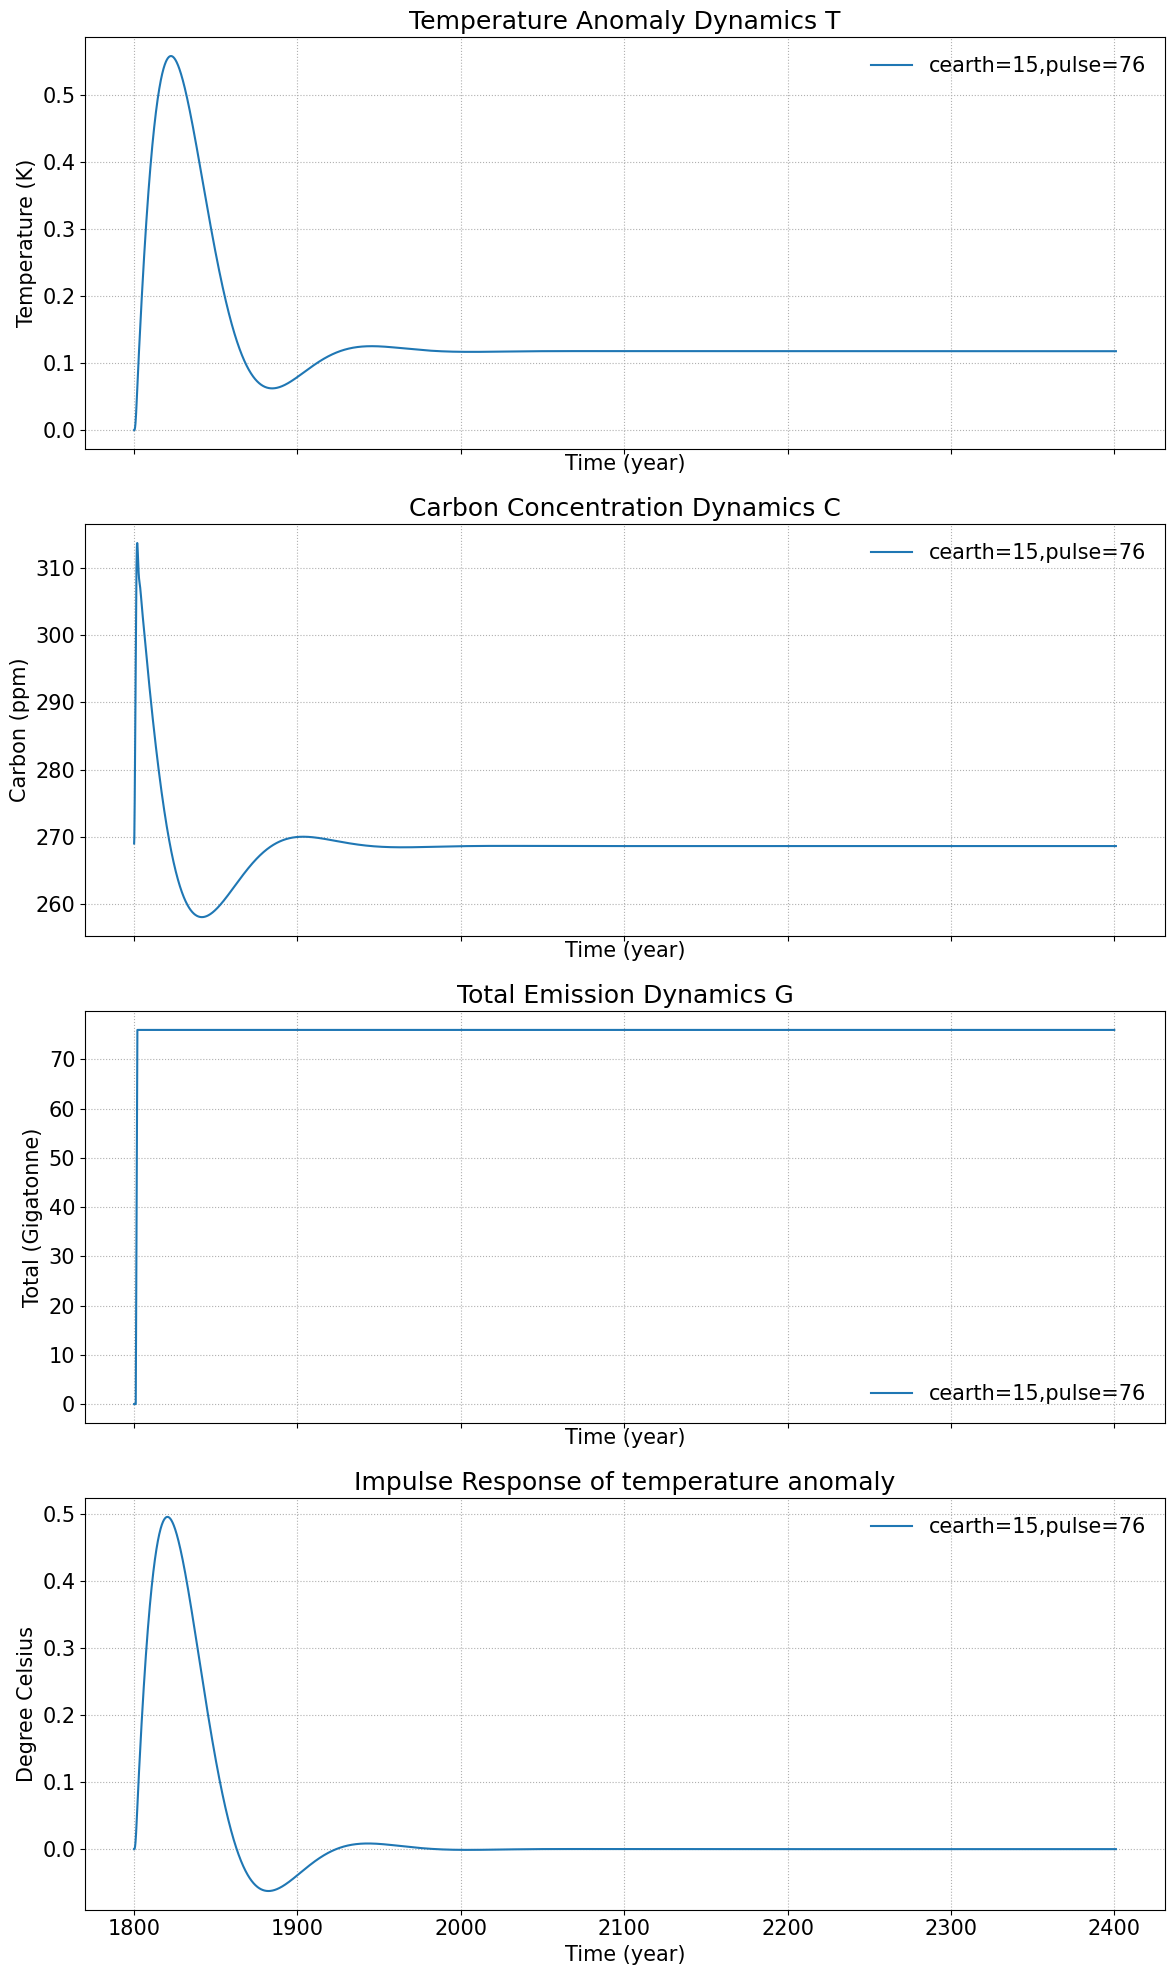 Temperature Anomaly Dynamics T
cearth=15,pulse=76
Temperature (K)
0.5
0.4
0.3
0.2
0.1
0.0
Time (year)
Carbon Concentration Dynamics C
cearth=15,pulse=76
Carbon (ppm)
310
300
290
280
270
260
Time (year)
Total Emission Dynamics G
Total (Gigatonne)
70
60
50
40
30
20
10
0
cearth=15,pulse=76
Time (year)
Impulse Response of temperature anomaly
cearth=15,pulse=76
Degree Celsius
0.5
0.4
0.3
0.2
0.1
0.0
1800 1900 2000 2100 2200 2300 2400
Time (year)